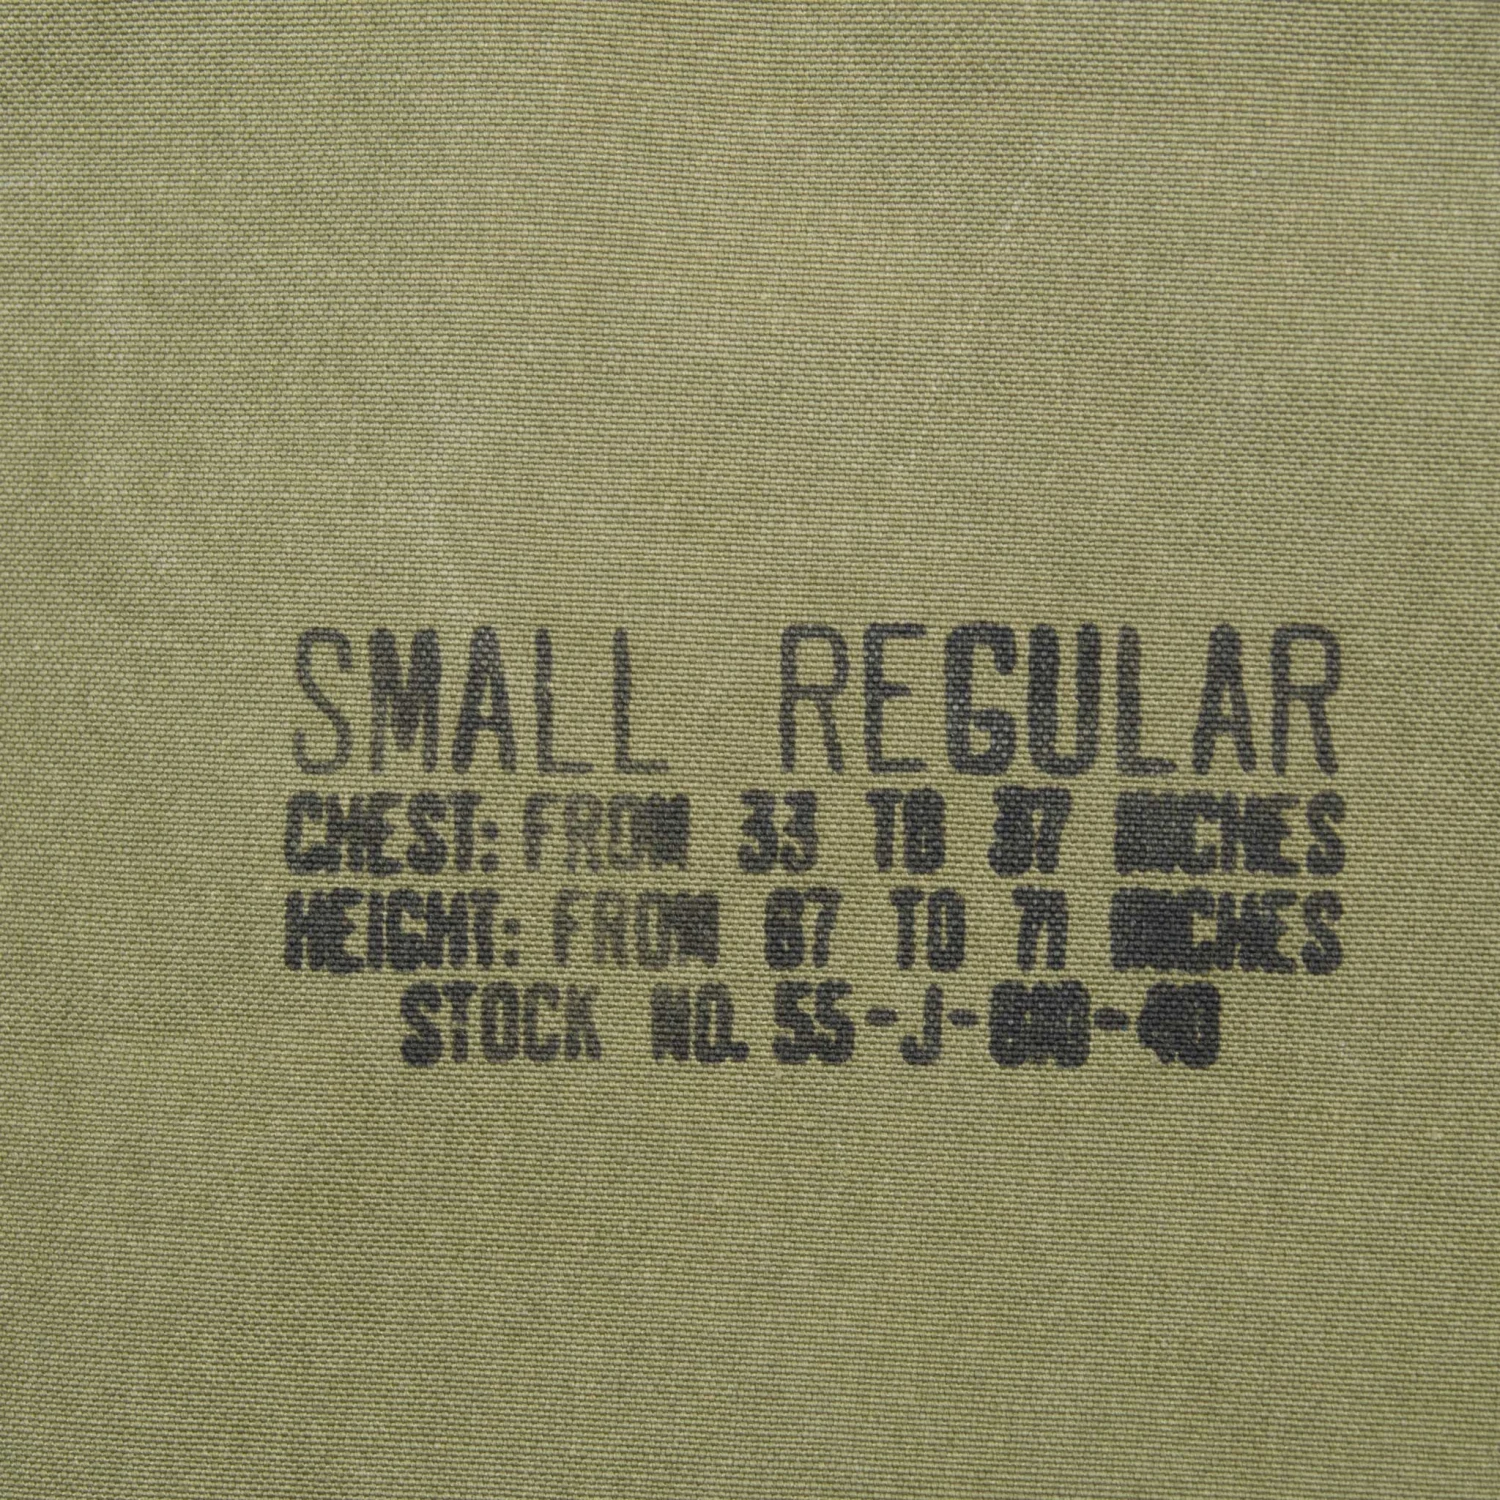 SMALL REGULAR
CHEST: FROM 33 TO 37 INCHES
HEIGHT: FROM 67 TO 71 INCHES
STOCK NO.